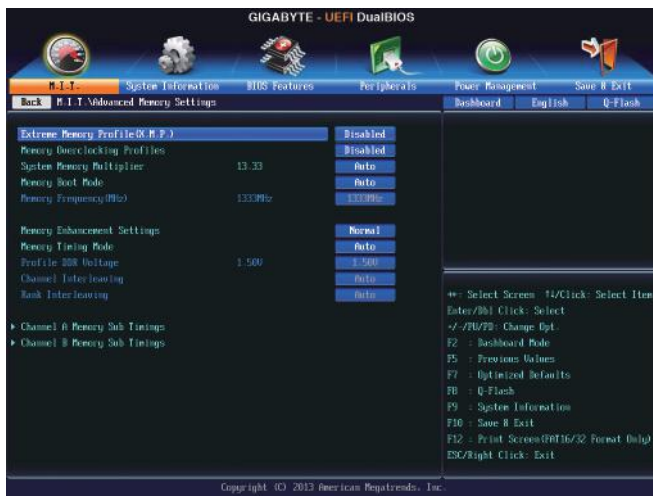 GIGABYTE - UEFI DualBIOS
M.I.T. System Information BIOS Features Peripherals Power Management Save & Exit
Back M.I.T.\Advanced Memory Settings Dashboard English Q-Flash
Extreme Memory Profile(X.M.P.) Disabled
Memory Overclocking Profiles Disabled
System Memory Multiplier 13.33 Auto
Memory Boot Mode Auto
Memory Frequency(MHz) 1333MHz 1333MHz
Memory Enhancement Settings Normal
Memory Timing Mode Auto
Profile DDR Voltage 1.50V 1.50V
Channel Interleaving Auto
Rank Interleaving Auto
Channel A Memory Sub Timings
Channel B Memory Sub Timings
↔: Select Screen ↑↓/Click: Select Item
Enter/Dbl Click: Select
+/-/PU/PD: Change Opt.
F2 : Dashboard Mode
F5 : Previous Values
F7 : Optimized Defaults
F8 : Q-Flash
F9 : System Information
F10 : Save & Exit
F12 : Print Screen(FAT16/32 Format Only)
ESC/Right Click: Exit
Copyright (C) 2013 American Megatrends, Inc.